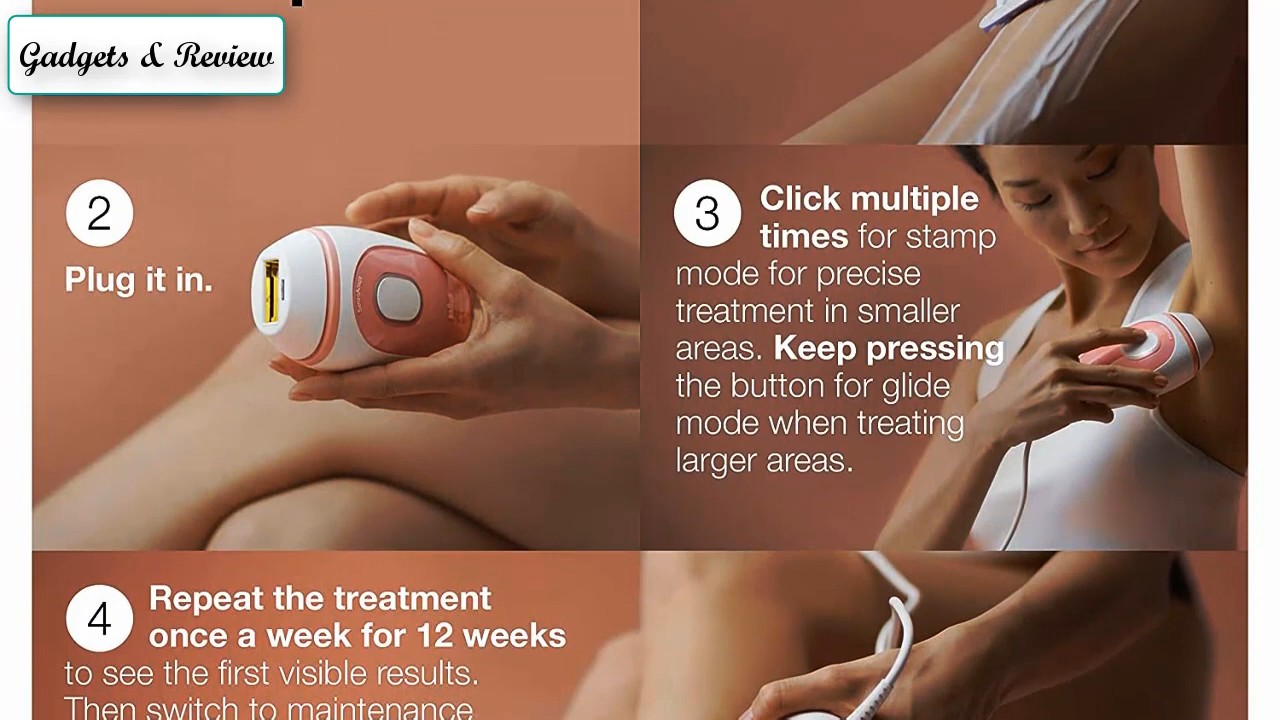 Gadgets & Review
2
Plug it in.
3
Click multiple
times for stamp
mode for precise
treatment in smaller
areas. Keep pressing
the button for glide
mode when treating
larger areas.
4
Repeat the treatment
once a week for 12 weeks
to see the first visible results.
Then switch to maintenance